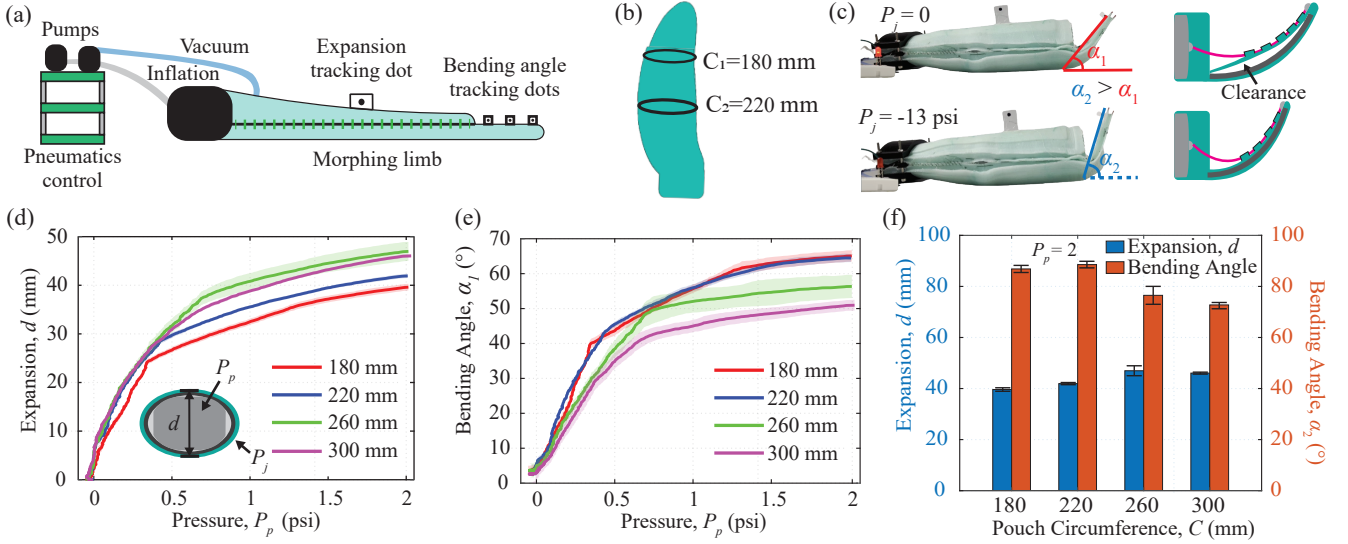 (a)
Pumps
Vacuum
Inflation
Expansion
tracking dot
Bending angle
tracking dots
Pneumatics
control
Morphing limb
(b)
C₁=180 mm
C₂=220 mm
(c)
Pⱼ = 0
α₁
α₂ > α₁
Clearance
Pⱼ = -13 psi
α₂
(d)
Expansion, d (mm)
50
40
30
20
10
0
Pₚ
d
Pⱼ
180 mm
220 mm
260 mm
300 mm
0
0.5
1
1.5
2
Pressure, Pₚ (psi)
(e)
Bending Angle, α₁ (°)
70
60
50
40
30
20
10
0
180 mm
220 mm
260 mm
300 mm
0
0.5
1
1.5
2
Pressure, Pₚ (psi)
(f)
Expansion, d (mm)
100
80
60
40
20
0
Pₚ = 2
Expansion, d
Bending Angle
100
80
60
40
20
0
Bending Angle, α₂ (°)
180
220
260
300
Pouch Circumference, C (mm)